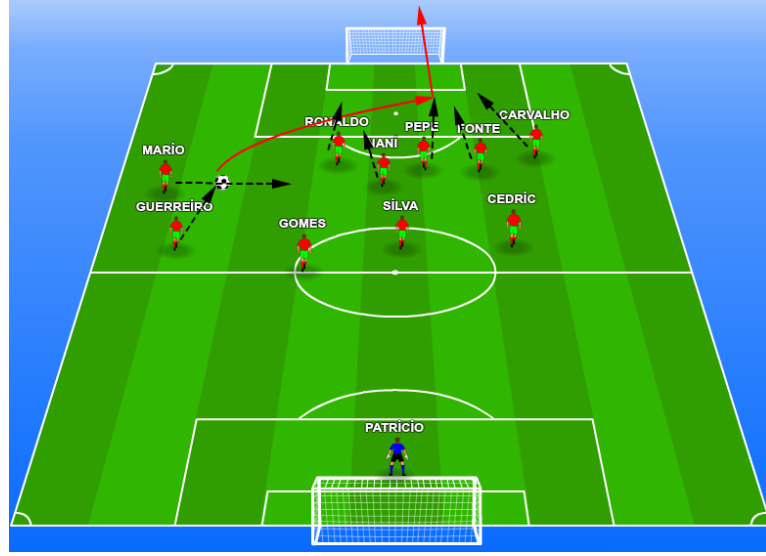 CARVALHO
RONALDO
PEPE
FONTE
NANI
MARİO
GUERREİRO
SİLVA
CEDRİC
GOMES
PATRİCİO